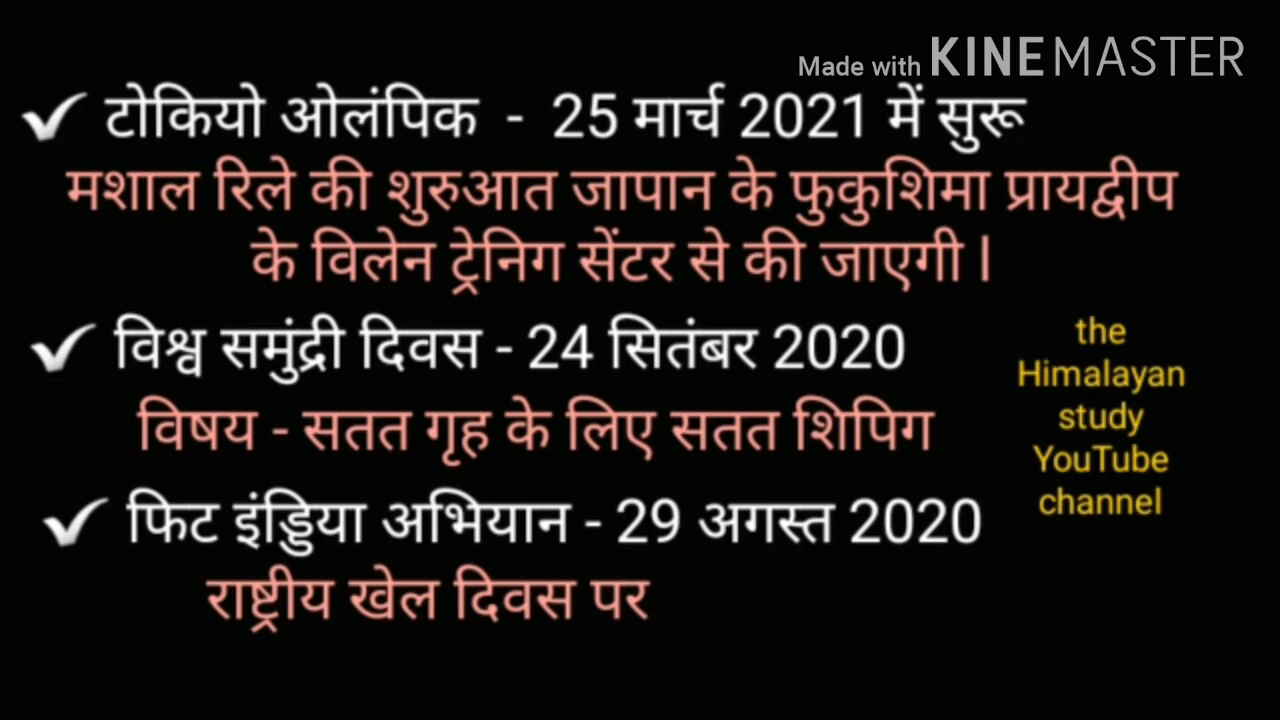 Made with KINEMASTER
✓ टोकियो ओलंपिक - 25 मार्च 2021 में सुरू
मशाल रिले की शुरुआत जापान के फुकुशिमा प्रायद्वीप
के विलेन ट्रेनिग सेंटर से की जाएगी l
✓ विश्व समुंद्री दिवस - 24 सितंबर 2020
विषय - सतत गृह के लिए सतत शिपिग
✓ फिट इंड्डिया अभियान - 29 अगस्त 2020
राष्ट्रीय खेल दिवस पर
the
Himalayan
study
YouTube
channel